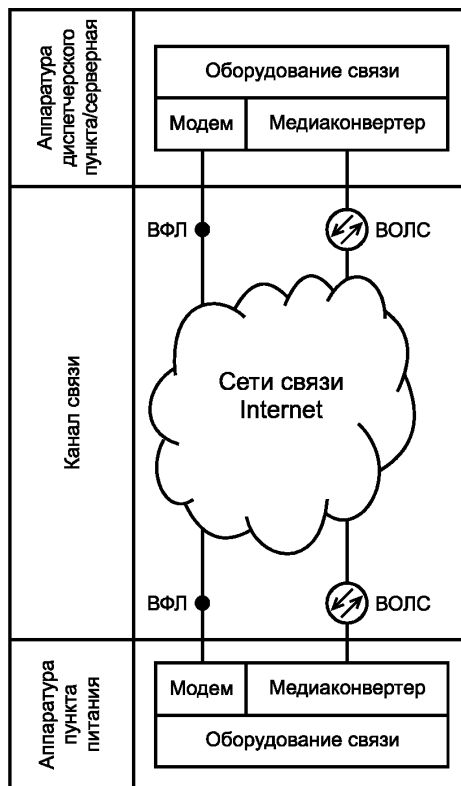 Аппаратура
диспетчерского
пункта/серверная
Оборудование связи
Модем
Медиаконвертер
Канал связи
ВФЛ
ВОЛС
Сети связи
Internet
ВФЛ
ВОЛС
Аппаратура
пункта
питания
Модем
Медиаконвертер
Оборудование связи